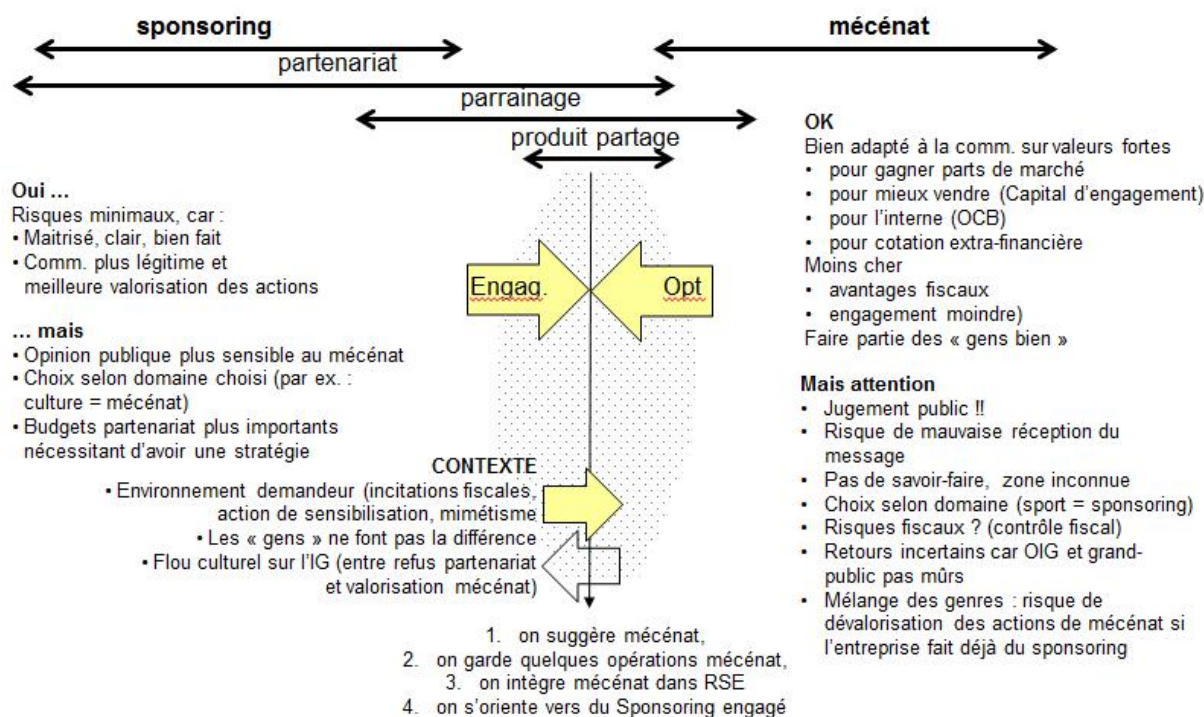 sponsoring
mécénat
partenariat
parrainage
produit partage
Oui ...
Risques minimaux, car :
• Maitrisé, clair, bien fait
• Comm. plus légitime et
meilleure valorisation des actions
... mais
• Opinion publique plus sensible au mécénat
• Choix selon domaine choisi (par ex. :
culture = mécénat)
• Budgets partenariat plus importants
nécessitant d'avoir une stratégie
Engag.
Opt
CONTEXTE
• Environnement demandeur (incitations fiscales,
action de sensibilisation, mimétisme
• Les « gens » ne font pas la différence
• Flou culturel sur l'IG (entre refus partenariat
et valorisation mécénat)
OK
Bien adapté à la comm. sur valeurs fortes
• pour gagner parts de marché
• pour mieux vendre (Capital d'engagement)
• pour l'interne (OCB)
• pour cotation extra-financière
Moins cher
• avantages fiscaux
• engagement moindre)
Faire partie des « gens bien »
Mais attention
• Jugement public !!
• Risque de mauvaise réception du
message
• Pas de savoir-faire, zone inconnue
• Choix selon domaine (sport = sponsoring)
• Risques fiscaux ? (contrôle fiscal)
• Retours incertains car OIG et grand-
public pas mûrs
• Mélange des genres : risque de
dévalorisation des actions de mécénat si
l'entreprise fait déjà du sponsoring
1. on suggère mécénat,
2. on garde quelques opérations mécénat,
3. on intègre mécénat dans RSE
4. on s'oriente vers du Sponsoring engagé